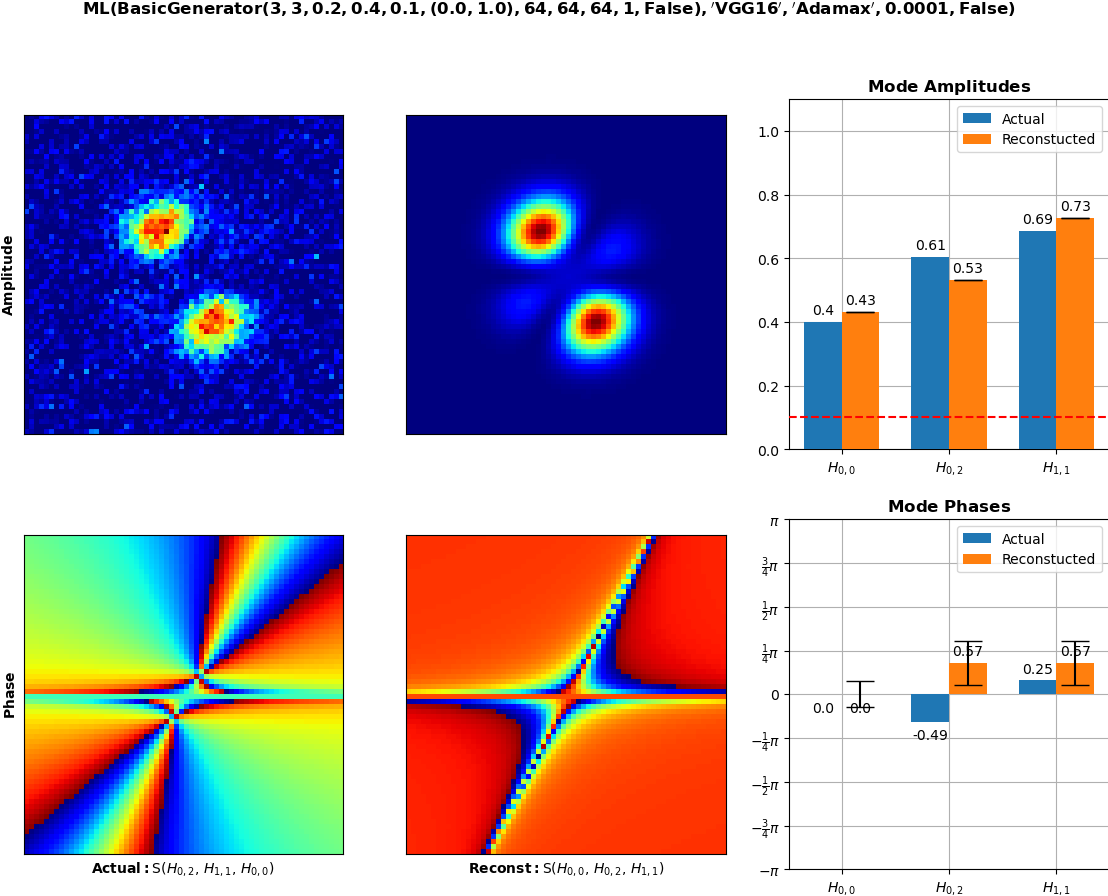 ML(BasicGenerator(3, 3, 0.2, 0.4, 0.1, (0.0, 1.0), 64, 64, 64, 1, False), ′VGG16′, ′Adamax′, 0.0001, False)
Mode Amplitudes
Actual
Reconstucted
1.0
0.8
0.6
0.4
0.2
0.0
0.4
0.43
0.61
0.53
0.69
0.73
H0,0
H0,2
H1,1
Amplitude
Mode Phases
Actual
Reconstucted
π
3/4π
1/2π
1/4π
0
−1/4π
−1/2π
−3/4π
−π
0.0
0.0
-0.49
0.57
0.25
0.57
H0,0
H0,2
H1,1
Phase
Actual: S(H0,2, H1,1, H0,0)
Reconst: S(H0,0, H0,2, H1,1)